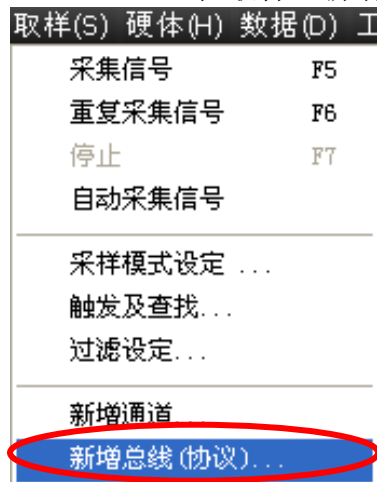 取样(S) 硬体(H) 数据(D)
采集信号 F5
重复采集信号 F6
停止 F7
自动采集信号
采样模式设定 ...
触发及查找...
过滤设定...
新增通道...
新增总线(协议)...